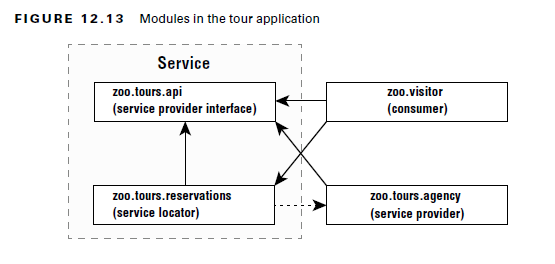 FIGURE 12.13 Modules in the tour application
Service
zoo.tours.api
(service provider interface)
zoo.visitor
(consumer)
zoo.tours.reservations
(service locator)
zoo.tours.agency
(service provider)